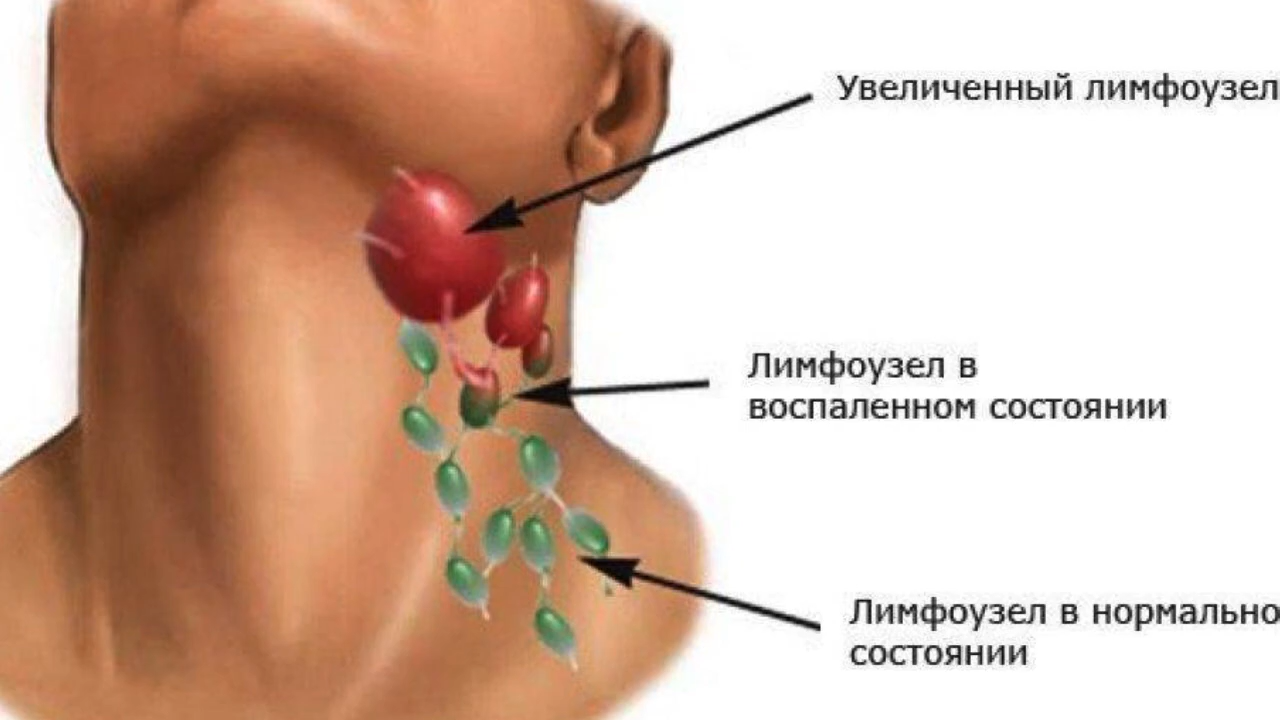 Увеличенный лимфоузел
Лимфоузел в
воспаленном состоянии
Лимфоузел в нормально
состоянии